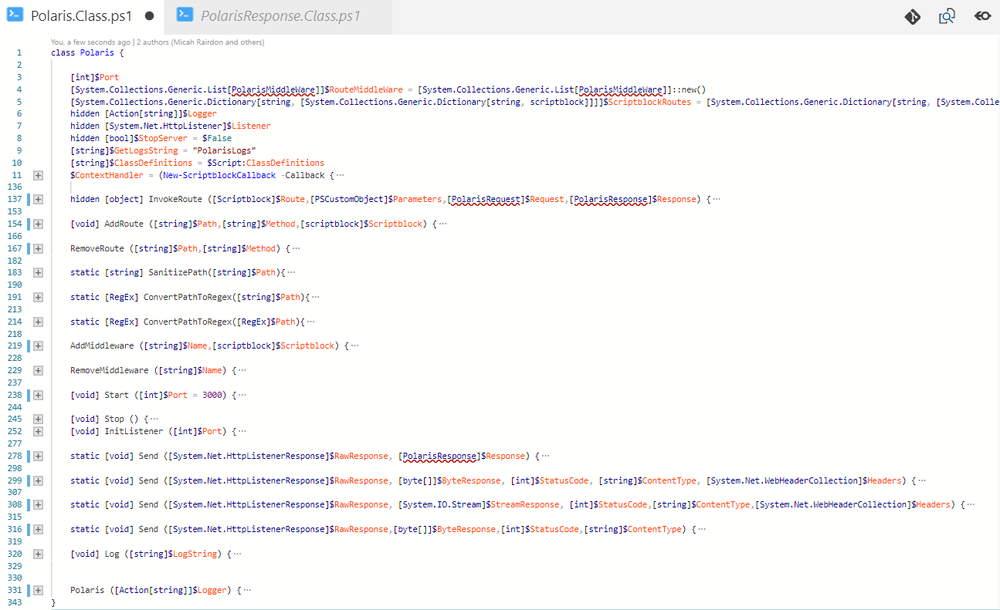 Polaris.Class.ps1 ● PolarisResponse.Class.ps1
You, a few seconds ago | 2 authors (Micah Rairdon and others)
1 class Polaris {
2
3 [int]$Port
4 [System.Collections.Generic.List[PolarisMiddleWare]]$RouteMiddleWare = [System.Collections.Generic.List[PolarisMiddleWare]]::new()
5 [System.Collections.Generic.Dictionary[string, [System.Collections.Generic.Dictionary[string, scriptblock]]]]$ScriptblockRoutes = [System.Collections.Generic.Dictionary[string, [System.Colle
6 hidden [Action[string]]$Logger
7 hidden [System.Net.HttpListener]$Listener
8 hidden [bool]$StopServer = $False
9 [string]$GetLogsString = "PolarisLogs"
10 [string]$ClassDefinitions = $Script:ClassDefinitions
11 $ContextHandler = (New-ScriptblockCallback -Callback {···
136
137 hidden [object] InvokeRoute ([Scriptblock]$Route,[PSCustomObject]$Parameters,[PolarisRequest]$Request,[PolarisResponse]$Response) {···
153
154 [void] AddRoute ([string]$Path,[string]$Method,[scriptblock]$Scriptblock) {···
166
167 RemoveRoute ([string]$Path,[string]$Method) {···
182
183 static [string] SanitizePath([string]$Path){···
190
191 static [RegEx] ConvertPathToRegex([string]$Path){···
213
214 static [RegEx] ConvertPathToRegex([RegEx]$Path){···
218
219 AddMiddleware ([string]$Name,[scriptblock]$Scriptblock) {···
228
229 RemoveMiddleware ([string]$Name) {···
237
238 [void] Start ([int]$Port = 3000) {···
244
245 [void] Stop () {···
252 [void] InitListener ([int]$Port) {···
277
278 static [void] Send ([System.Net.HttpListenerResponse]$RawResponse, [PolarisResponse]$Response) {···
298
299 static [void] Send ([System.Net.HttpListenerResponse]$RawResponse, [byte[]]$ByteResponse, [int]$StatusCode, [string]$ContentType, [System.Net.WebHeaderCollection]$Headers) {···
307
308 static [void] Send ([System.Net.HttpListenerResponse]$RawResponse, [System.IO.Stream]$StreamResponse, [int]$StatusCode,[string]$ContentType,[System.Net.WebHeaderCollection]$Headers) {···
315
316 static [void] Send ([System.Net.HttpListenerResponse]$RawResponse,[byte[]]$ByteResponse,[int]$StatusCode,[string]$ContentType) {···
319
320 [void] Log ([string]$LogString) {···
329
330
331 Polaris ([Action[string]]$Logger) {···
343 }